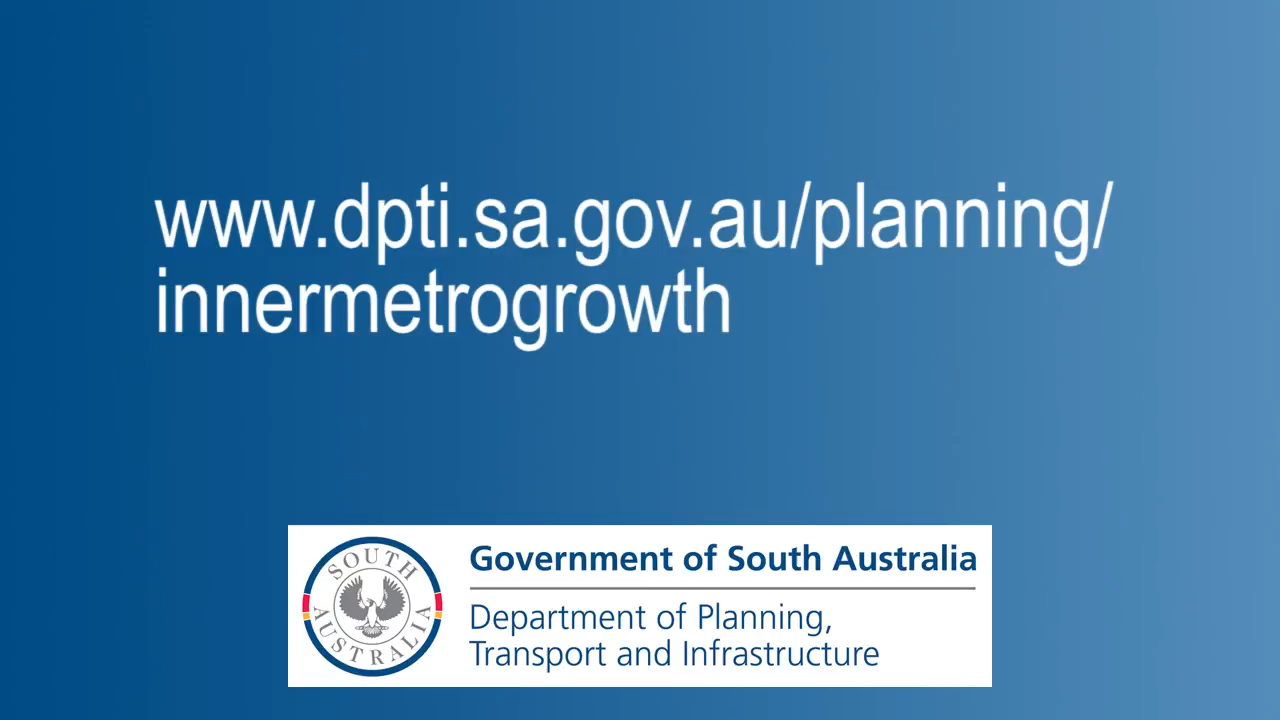 www.dpti.sa.gov.au/planning/
innermetrogrowth
SOUTH
AUSTRALIA
Government of South Australia
Department of Planning,
Transport and Infrastructure